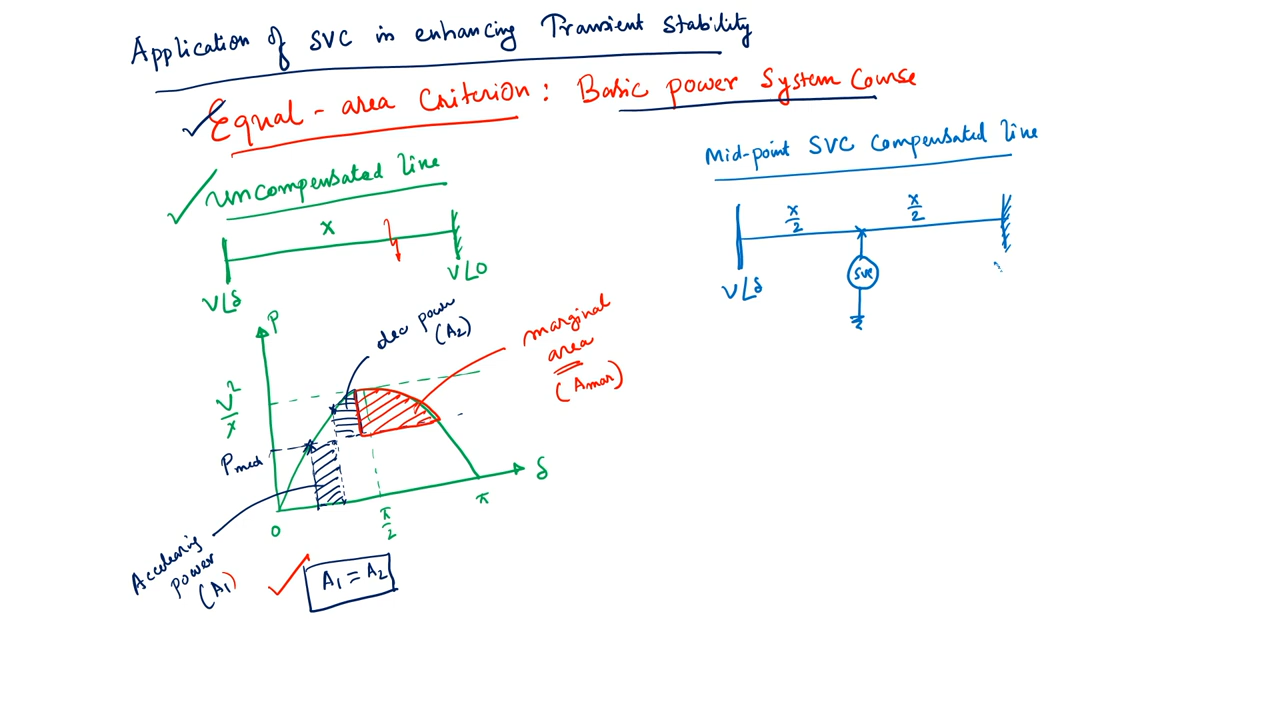 Application of SVC in enhancing Transient Stability
Equal-area Criterion: Basic power System Course
uncompensated line
x
V∠δ
V∠0
P
V²/x
Pmech
0
π/2
π
δ
dec power
(A2)
marginal
area
(Amar)
Accelearing
power
(A1)
A1 = A2
Mid-point SVC compensated line
x/2
x/2
SVC
V∠δ